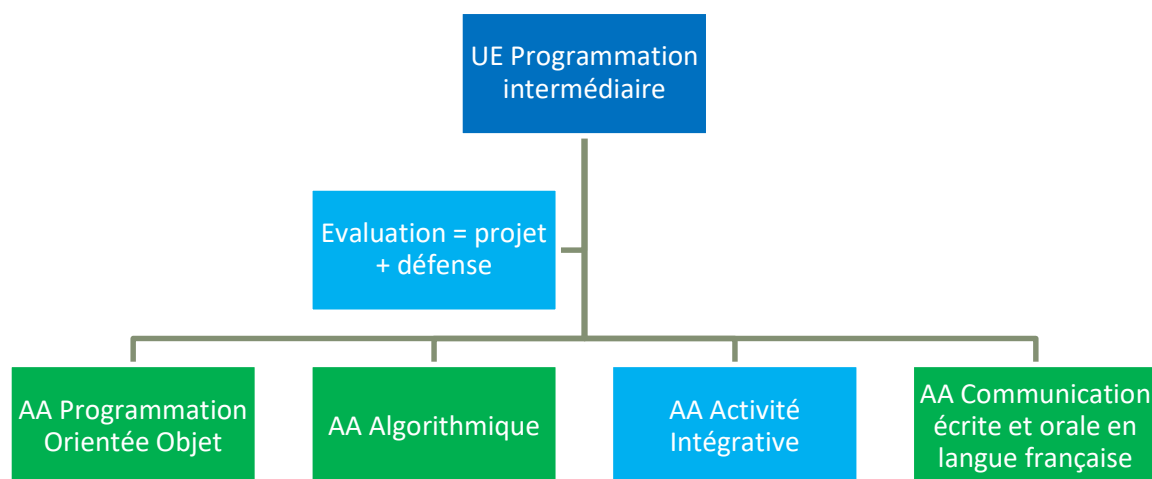 UE Programmation
intermédiaire
Evaluation = projet
+ défense
AA Programmation
Orientée Objet
AA Algorithmique
AA Activité
Intégrative
AA Communication
écrite et orale en
langue française